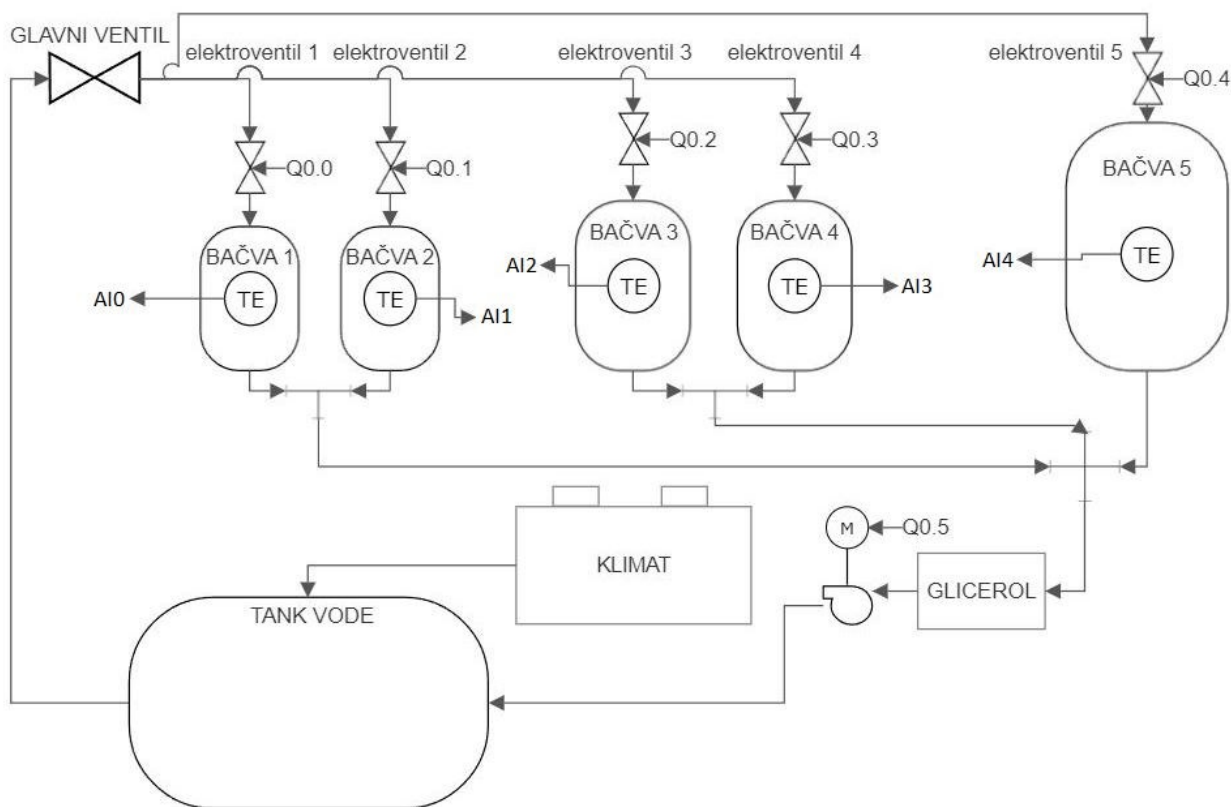 GLAVNI VENTIL
elektroventil 1
elektroventil 2
elektroventil 3
elektroventil 4
elektroventil 5
Q0.0
Q0.1
Q0.2
Q0.3
Q0.4
BAČVA 1
BAČVA 2
BAČVA 3
BAČVA 4
BAČVA 5
TE
TE
TE
TE
TE
AI0
AI1
AI2
AI3
AI4
M
Q0.5
KLIMAT
GLICEROL
TANK VODE